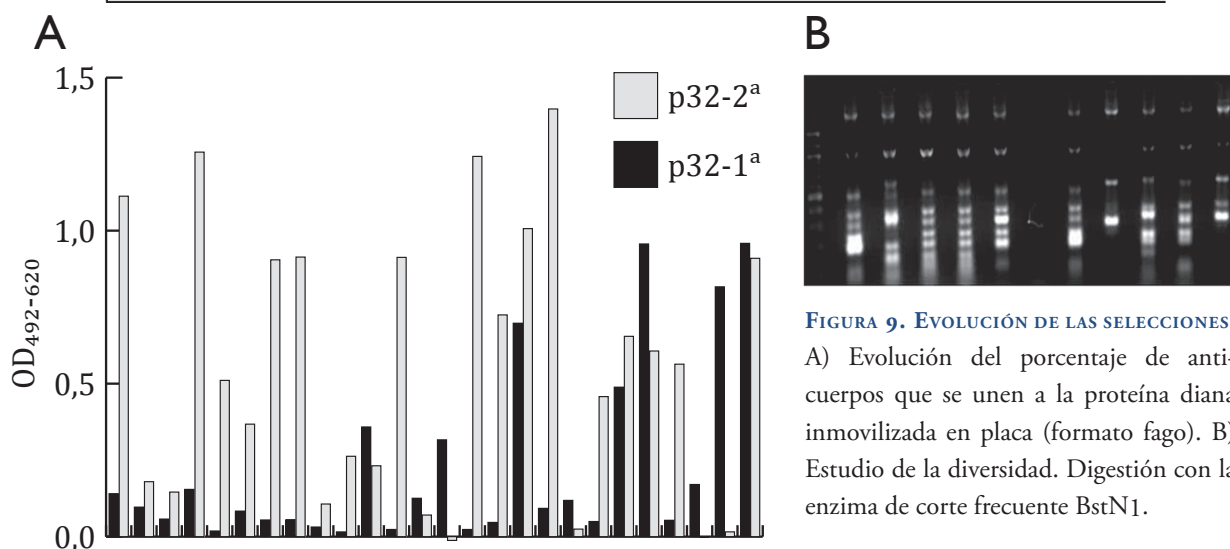 A
1,5
1,0
0,5
0,0
OD492-620
p32-2ª
p32-1ª
B
FIGURA 9. EVOLUCIÓN DE LAS SELECCIONES
A) Evolución del porcentaje de anti-
cuerpos que se unen a la proteína diana
inmovilizada en placa (formato fago). B)
Estudio de la diversidad. Digestión con la
enzima de corte frecuente BstN1.